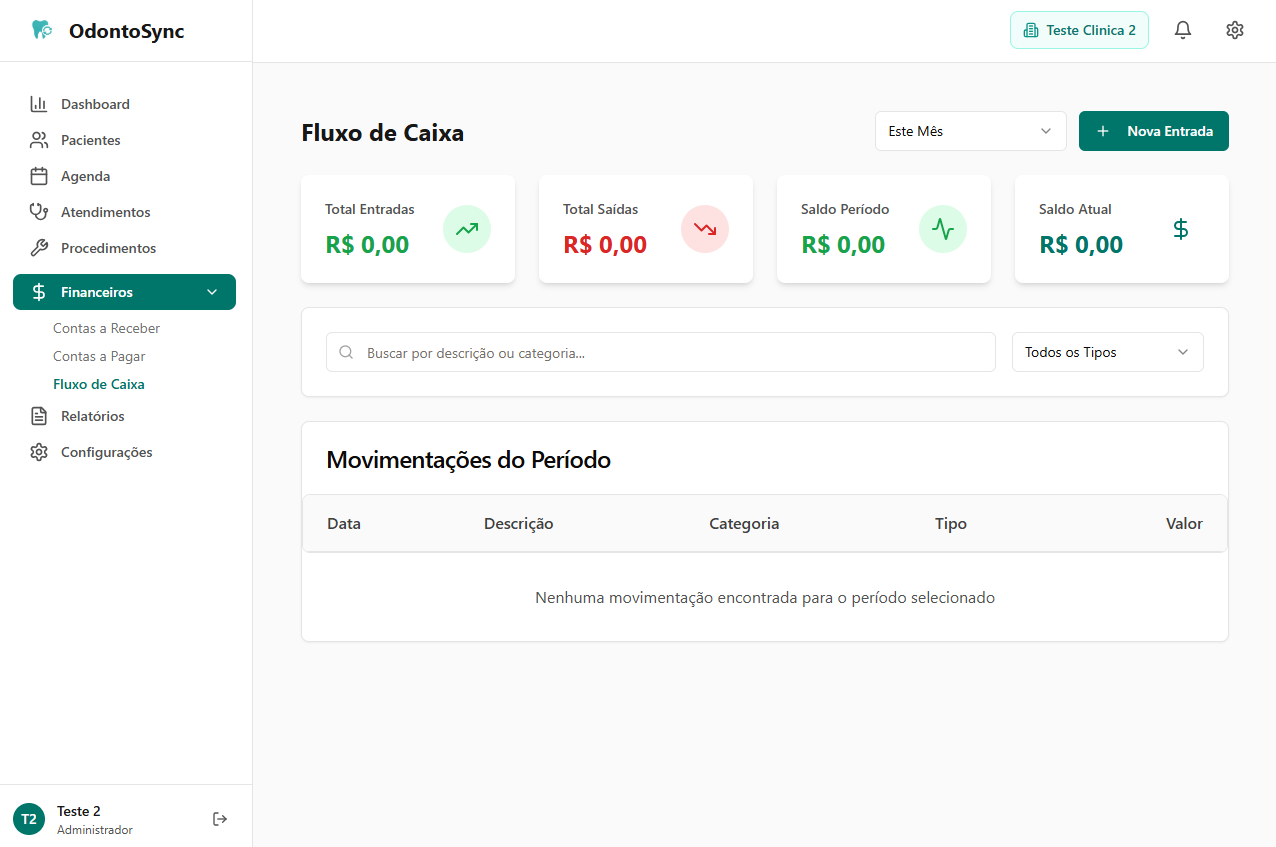 OdontoSync
Teste Clinica 2
Dashboard
Pacientes
Agenda
Atendimentos
Procedimentos
Financeiros
Contas a Receber
Contas a Pagar
Fluxo de Caixa
Relatórios
Configurações
T2
Teste 2
Administrador
Fluxo de Caixa
Este Mês
Nova Entrada
Total Entradas
R$ 0,00
Total Saídas
R$ 0,00
Saldo Período
R$ 0,00
Saldo Atual
R$ 0,00
Buscar por descrição ou categoria...
Todos os Tipos
Movimentações do Período
Data Descrição Categoria Tipo Valor
Nenhuma movimentação encontrada para o período selecionado